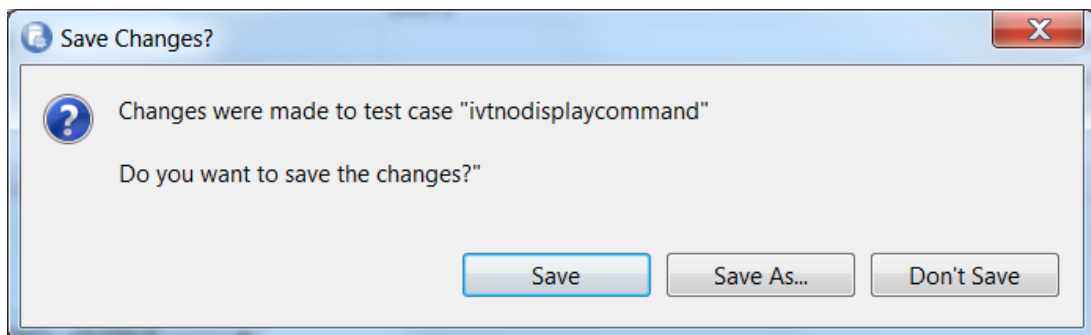 Save Changes?
X
Changes were made to test case "ivtnodisplaycommand"
Do you want to save the changes?"
Save Save As... Don't Save